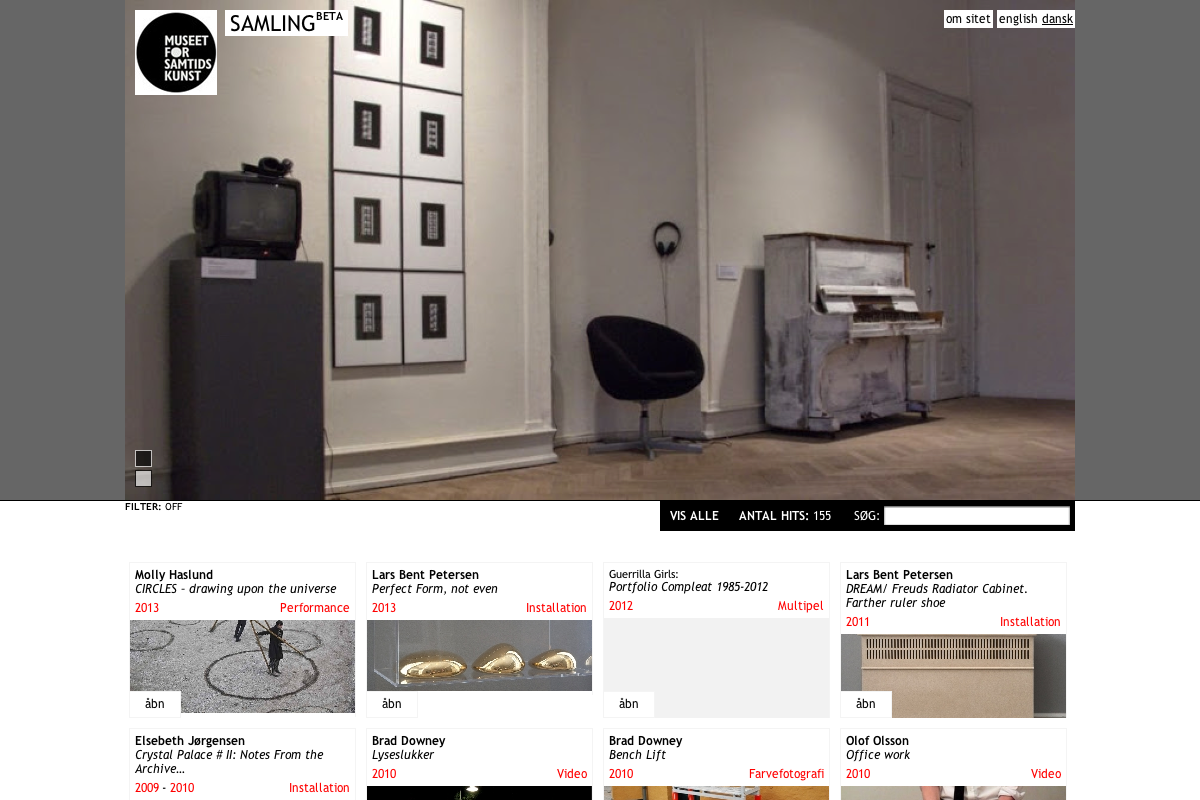 MUSEET
FOR
SAMTIDS
KUNST
SAMLING BETA
om sitet english dansk
FILTER: OFF
VIS ALLE ANTAL HITS: 155 SØG:
Molly Haslund
CIRCLES - drawing upon the universe
2013 Performance
åbn
Lars Bent Petersen
Perfect Form, not even
2013 Installation
åbn
Guerrilla Girls:
Portfolio Compleat 1985-2012
2012 Multipel
åbn
Lars Bent Petersen
DREAM/ Freuds Radiator Cabinet.
Farther ruler shoe
2011 Installation
åbn
Elsebeth Jørgensen
Crystal Palace # II: Notes From the
Archive...
2009 - 2010 Installation
Brad Downey
Lyseslukker
2010 Video
Brad Downey
Bench Lift
2010 Farvefotografi
Olof Olsson
Office work
2010 Video